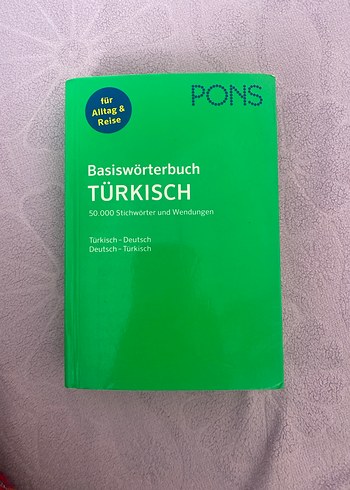 für
Alltag &
Reise
PONS
Basiswörterbuch
TÜRKISCH
50.000 Stichwörter und Wendungen
Türkisch – Deutsch
Deutsch – Türkisch